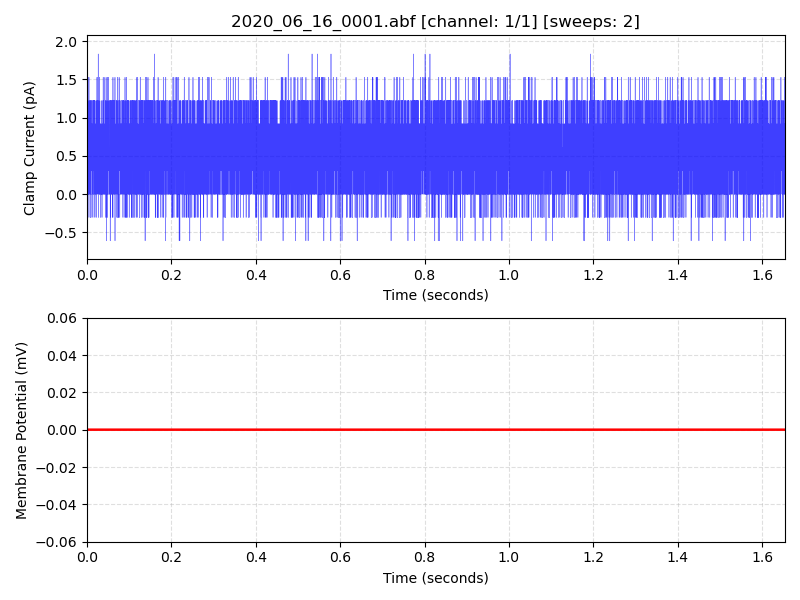 2020_06_16_0001.abf [channel: 1/1] [sweeps: 2]
Clamp Current (pA)
2.0
1.5
1.0
0.5
0.0
−0.5
0.0 0.2 0.4 0.6 0.8 1.0 1.2 1.4 1.6
Time (seconds)
Membrane Potential (mV)
0.06
0.04
0.02
0.00
−0.02
−0.04
−0.06
0.0 0.2 0.4 0.6 0.8 1.0 1.2 1.4 1.6
Time (seconds)